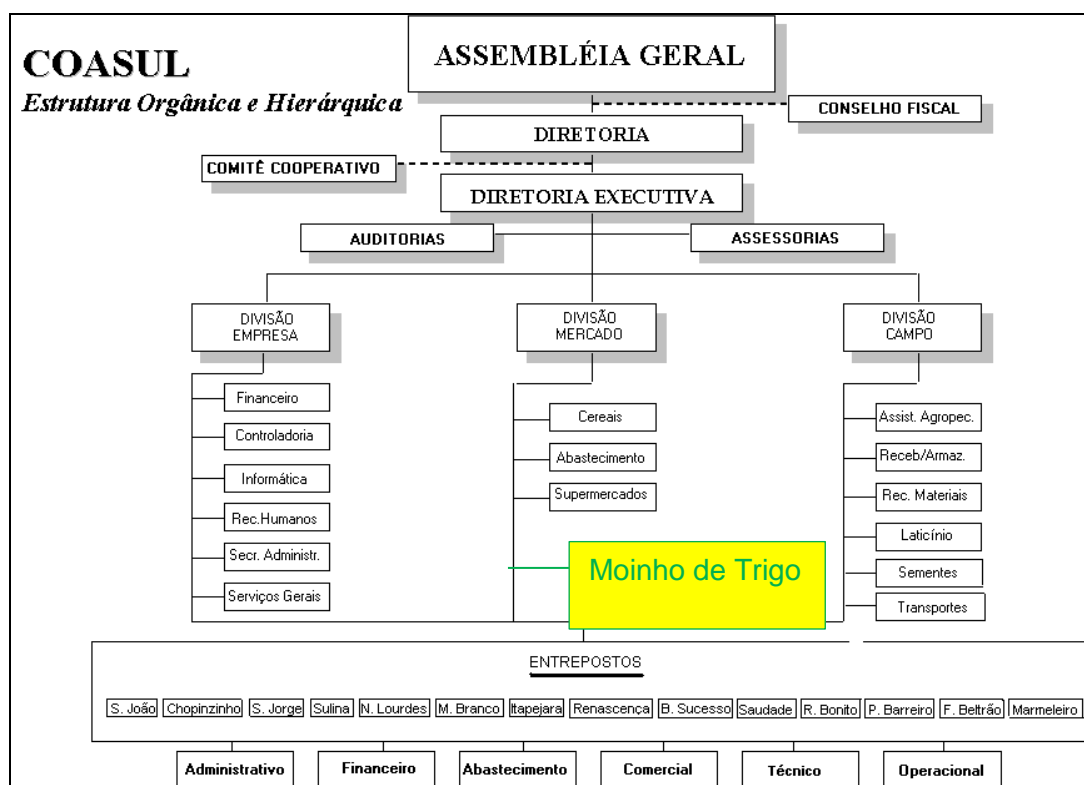 COASUL
Estrutura Orgânica e Hierárquica
ASSEMBLÉIA GERAL
CONSELHO FISCAL
DIRETORIA
COMITÊ COOPERATIVO
DIRETORIA EXECUTIVA
AUDITORIAS
ASSESSORIAS
DIVISÃO
EMPRESA
DIVISÃO
MERCADO
DIVISÃO
CAMPO
Financeiro
Controladoria
Informática
Rec.Humanos
Secr. Administr.
Serviços Gerais
Cereais
Abastecimento
Supermercados
Moinho de Trigo
Assist. Agropec.
Receb/Armaz.
Rec. Materiais
Laticínio
Sementes
Transportes
ENTREPOSTOS
S. João
Chopinzinho
S. Jorge
Sulina
N. Lourdes
M. Branco
Itapejara
Renascença
B. Sucesso
Saudade
R. Bonito
P. Barreiro
F. Beltrão
Marmeleiro
Administrativo
Financeiro
Abastecimento
Comercial
Técnico
Operacional